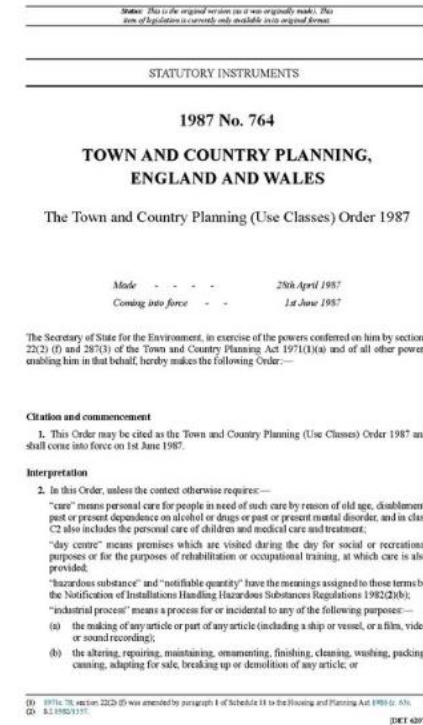 Status: This is the original version (as it was originally made). This
item of legislation is currently only available in its original format.
STATUTORY INSTRUMENTS
1987 No. 764
TOWN AND COUNTRY PLANNING,
ENGLAND AND WALES
The Town and Country Planning (Use Classes) Order 1987
Made - - - - 28th April 1987
Coming into force - - 1st June 1987
The Secretary of State for the Environment, in exercise of the powers conferred on him by section
22(2) (f) and 287(3) of the Town and Country Planning Act 1971(1)(a) and of all other power
enabling him in that behalf, hereby makes the following Order:—
Citation and commencement
1. This Order may be cited as the Town and Country Planning (Use Classes) Order 1987 an
shall come into force on 1st June 1987.
Interpretation
2. In this Order, unless the context otherwise requires:—
“care” means personal care for people in need of such care by reason of old age, disablemen
past or present dependence on alcohol or drugs or past or present mental disorder, and in clas
C2 also includes the personal care of children and medical care and treatment;
“day centre” means premises which are visited during the day for social or recreationa
purposes or for the purposes of rehabilitation or occupational training, at which care is als
provided;
“hazardous substance” and “notifiable quantity” have the meanings assigned to those terms b
the Notification of Installations Handling Hazardous Substances Regulations 1982(2)(b);
“industrial process” means a process for or incidental to any of the following purposes:—
(a) the making of any article or part of any article (including a ship or vessel, or a film, vide
or sound recording);
(b) the altering, repairing, maintaining, ornamenting, finishing, cleaning, washing, packing
canning, adapting for sale, breaking up or demolition of any article; or
(1) 1971c. 78; section 22(2) (f) was amended by paragraph 1 of Schedule 11 to the Housing and Planning Act 1986 (c. 63).
(2) S.I. 1982/1357.